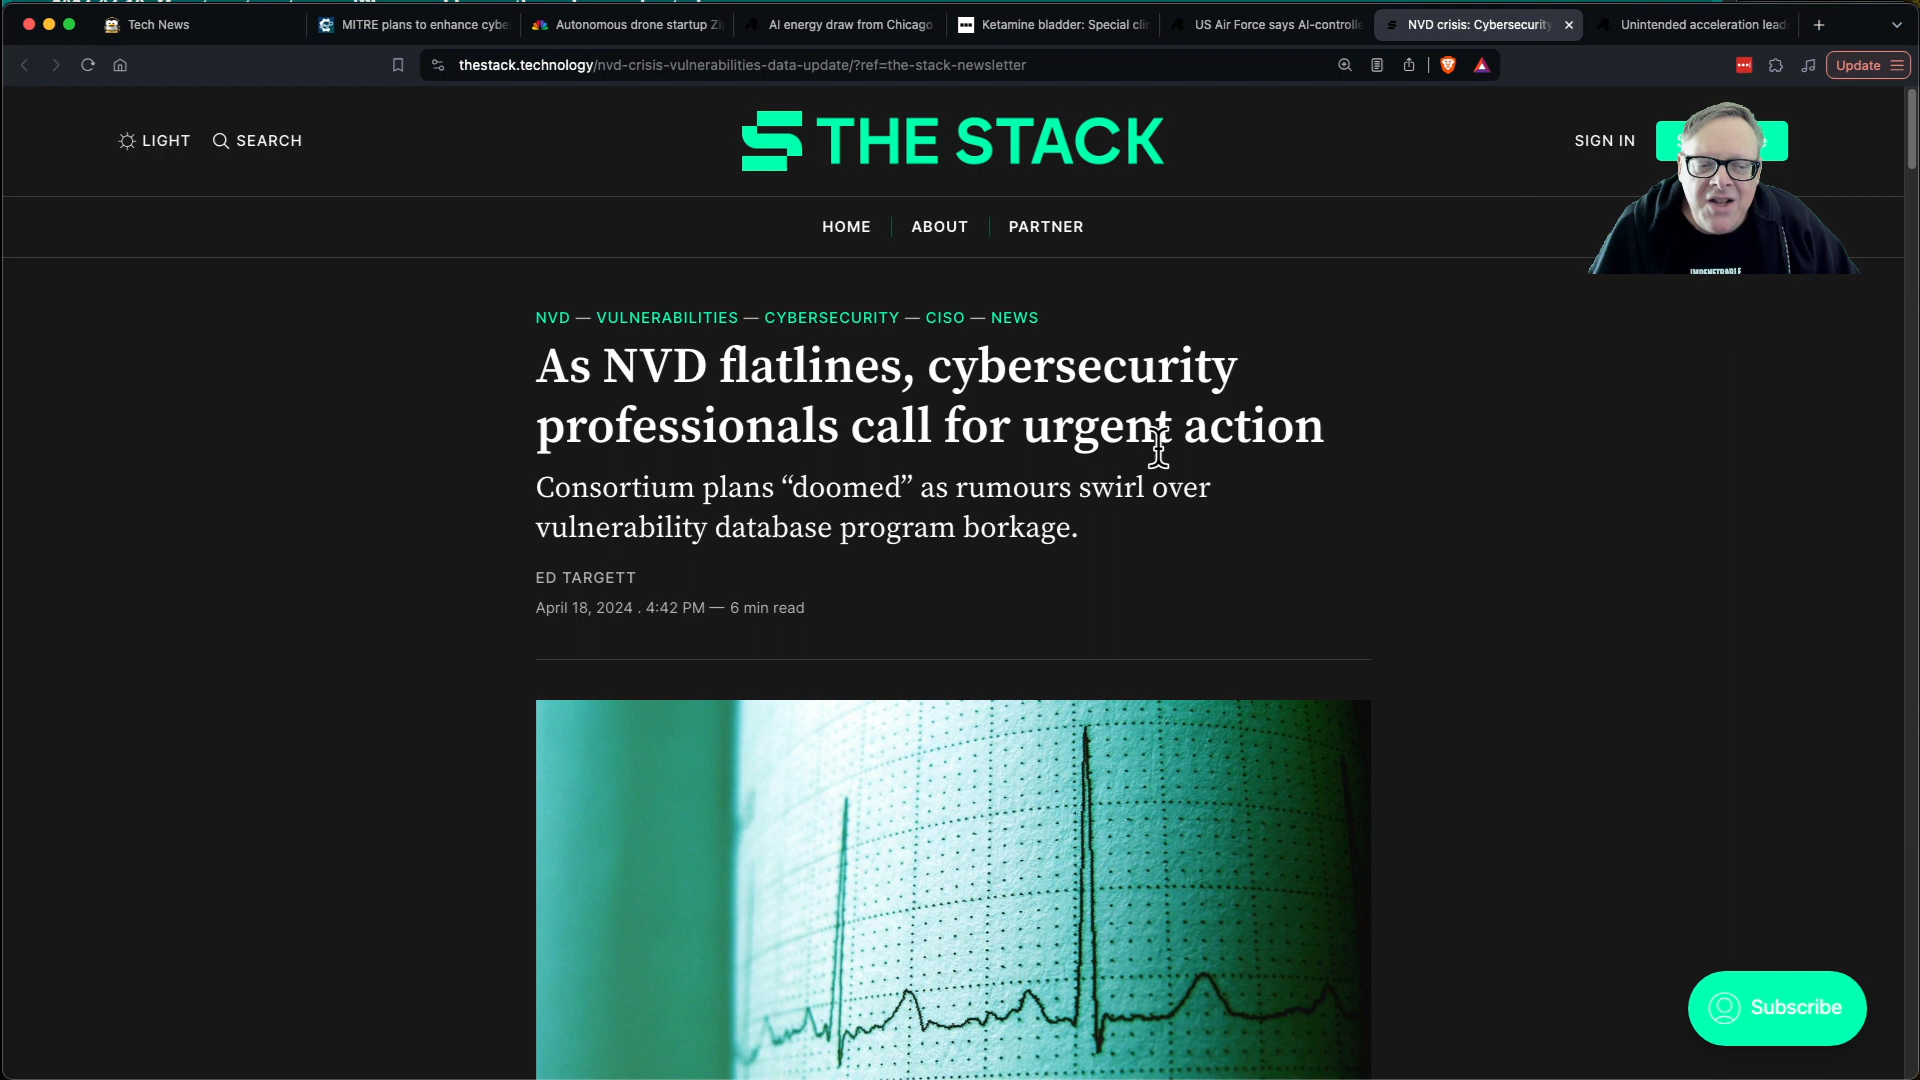 Tech News
MITRE plans to enhance cybe
Autonomous drone startup Zi
AI energy draw from Chicago
Ketamine bladder: Special cli
US Air Force says AI-controlle
NVD crisis: Cybersecurity
Unintended acceleration lead
thestack.technology/nvd-crisis-vulnerabilities-data-update/?ref=the-stack-newsletter
Update
LIGHT
SEARCH
THE STACK
SIGN IN
HOME
ABOUT
PARTNER
IMPENETRABLE
NVD — VULNERABILITIES — CYBERSECURITY — CISO — NEWS
As NVD flatlines, cybersecurity
professionals call for urgent action
Consortium plans “doomed” as rumours swirl over
vulnerability database program borkage.
ED TARGETT
April 18, 2024 . 4:42 PM — 6 min read
Subscribe